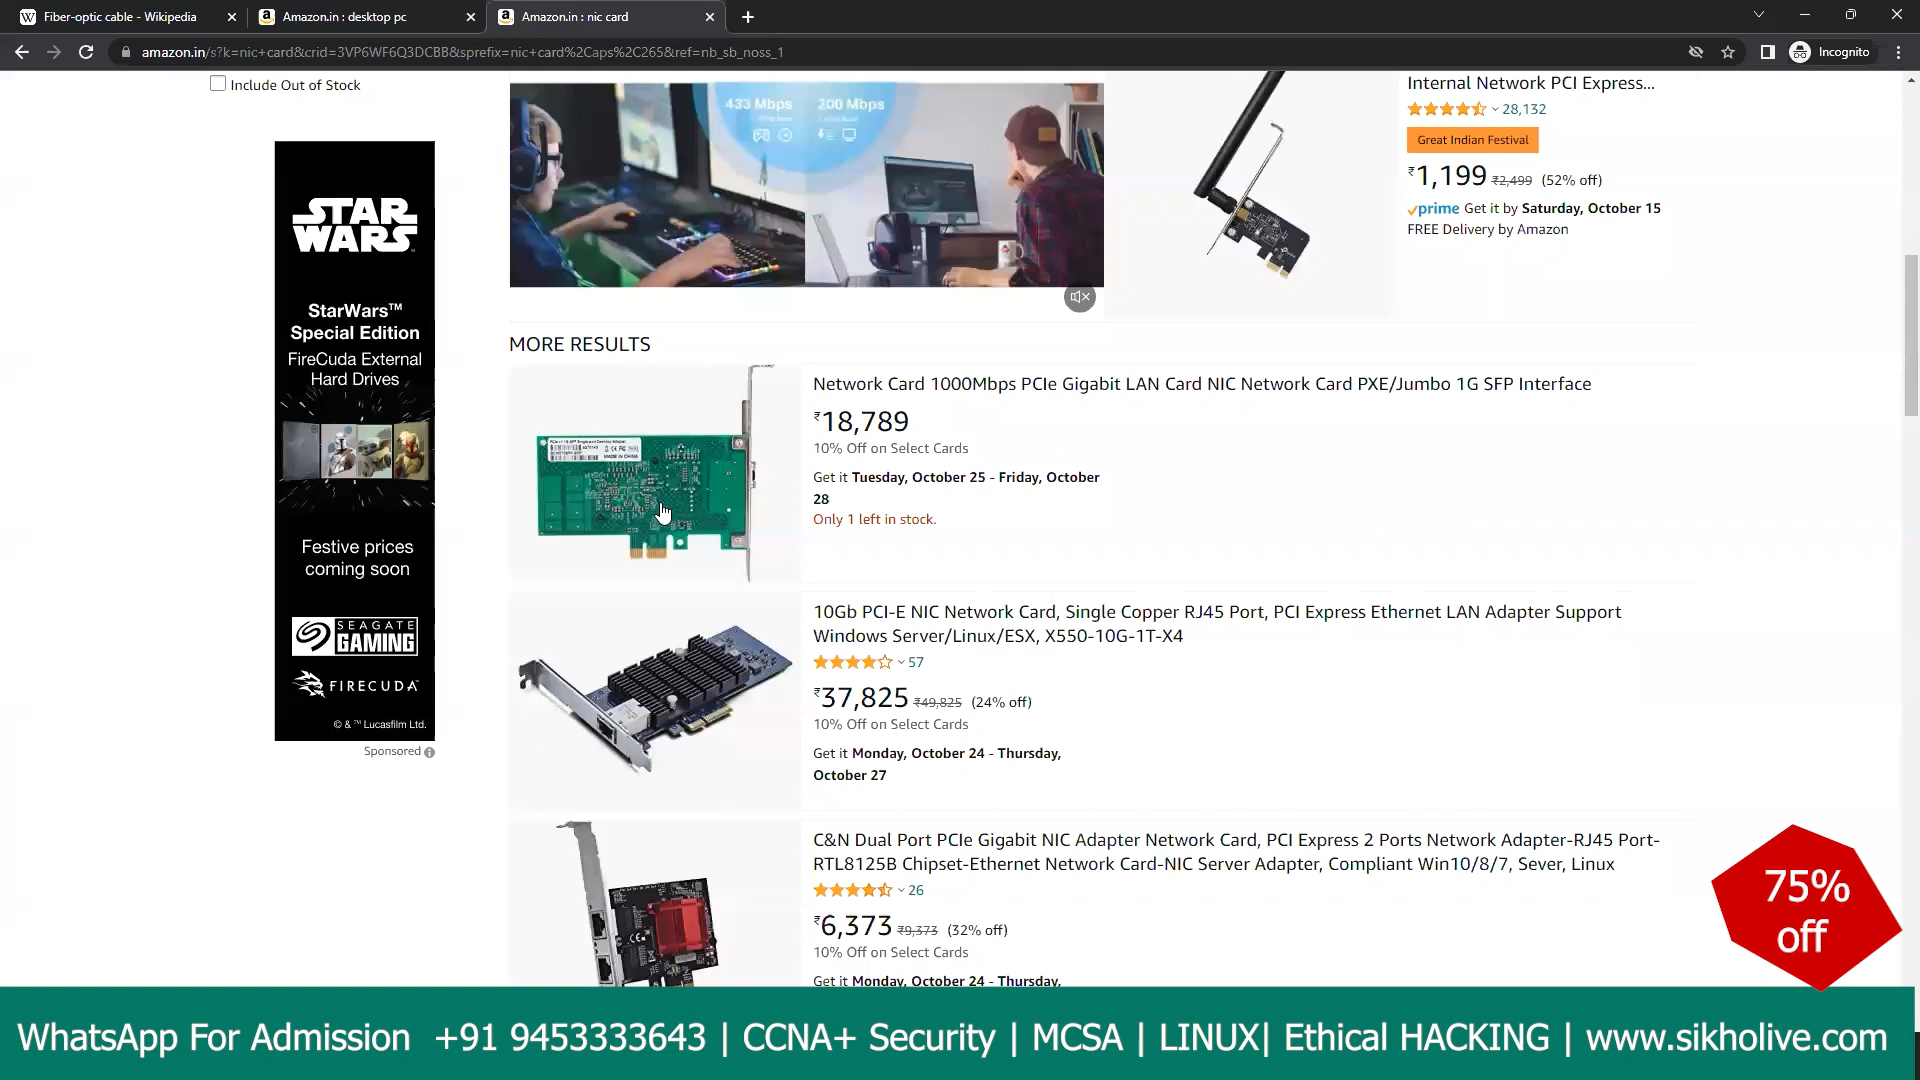 Fiber-optic cable - Wikipedia
Amazon.in : desktop pc
Amazon.in : nic card
amazon.in/s?k=nic+card&crid=3VP6WF6Q3DCBB&sprefix=nic+card%2Caps%2C265&ref=nb_sb_noss_1
Incognito
Include Out of Stock
433 Mbps
200 Mbps
Internal Network PCI Express...
28,132
Great Indian Festival
₹1,199 ₹2,499 (52% off)
prime Get it by Saturday, October 15
FREE Delivery by Amazon
STAR
WARS
StarWars™
Special Edition
FireCuda External
Hard Drives
Festive prices
coming soon
SEAGATE
GAMING
FIRECUDA
© & ™ Lucasfilm Ltd.
Sponsored
MORE RESULTS
Network Card 1000Mbps PCIe Gigabit LAN Card NIC Network Card PXE/Jumbo 1G SFP Interface
₹18,789
10% Off on Select Cards
Get it Tuesday, October 25 - Friday, October
28
Only 1 left in stock.
10Gb PCI-E NIC Network Card, Single Copper RJ45 Port, PCI Express Ethernet LAN Adapter Support
Windows Server/Linux/ESX, X550-10G-1T-X4
57
₹37,825 ₹49,825 (24% off)
10% Off on Select Cards
Get it Monday, October 24 - Thursday,
October 27
C&N Dual Port PCIe Gigabit NIC Adapter Network Card, PCI Express 2 Ports Network Adapter-RJ45 Port-
RTL8125B Chipset-Ethernet Network Card-NIC Server Adapter, Compliant Win10/8/7, Sever, Linux
26
₹6,373 ₹9,373 (32% off)
10% Off on Select Cards
Get it Monday, October 24 - Thursday,
75%
off
WhatsApp For Admission +91 9453333643 | CCNA+ Security | MCSA | LINUX| Ethical HACKING | www.sikholive.com